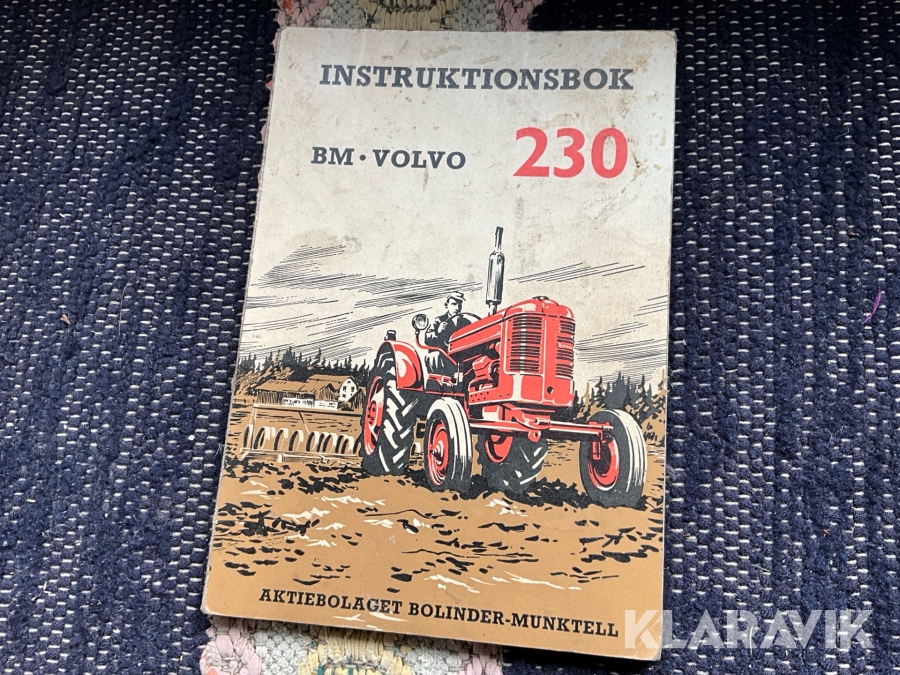 INSTRUKTIONSBOK
BM · VOLVO 230
AKTIEBOLAGET BOLINDER-MUNKTELL
KLARAVIK